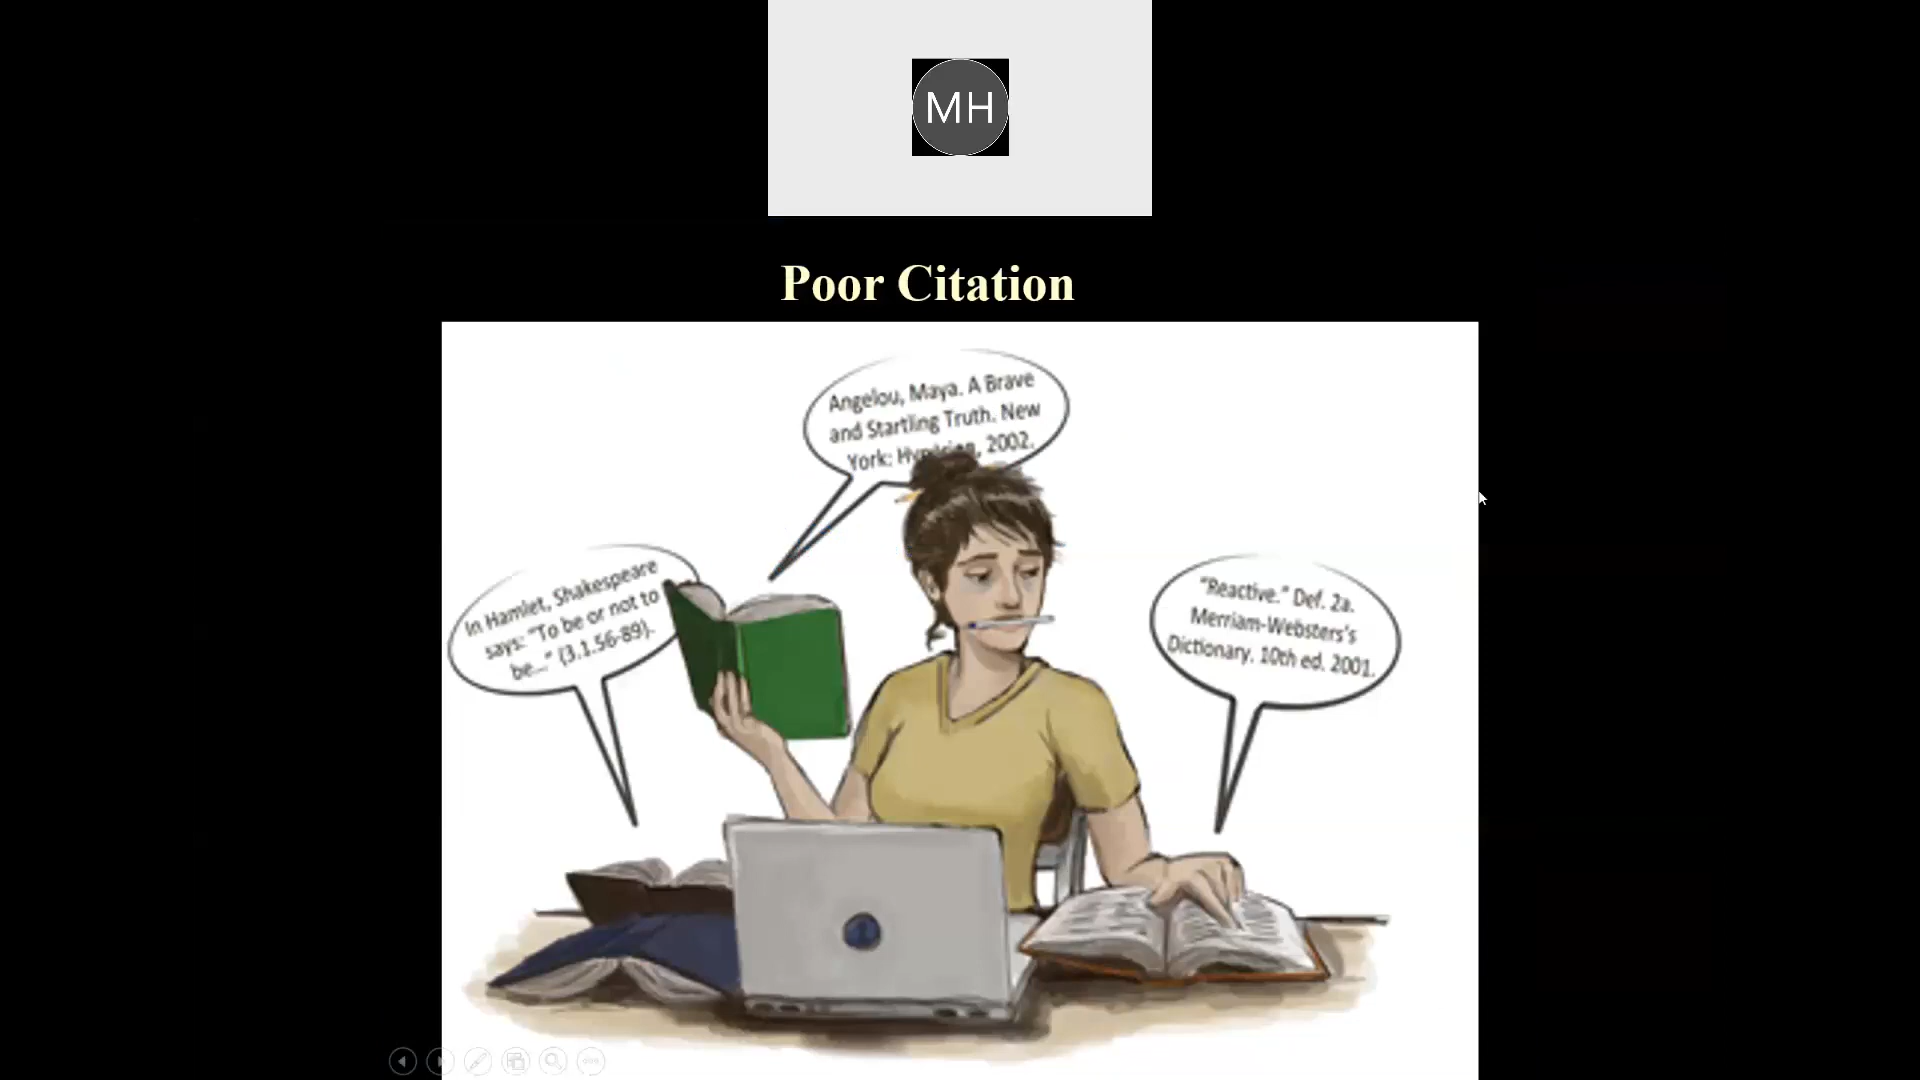 MH
Poor Citation
Angelou, Maya. A Brave
and Startling Truth. New
York: 2002.
In Hamlet, Shakespeare
says: "To be or not to
be..." (3.1.56-89).
"Reactive." Def. 2a.
Merriam-Websters's
Dictionary. 10th ed. 2001.